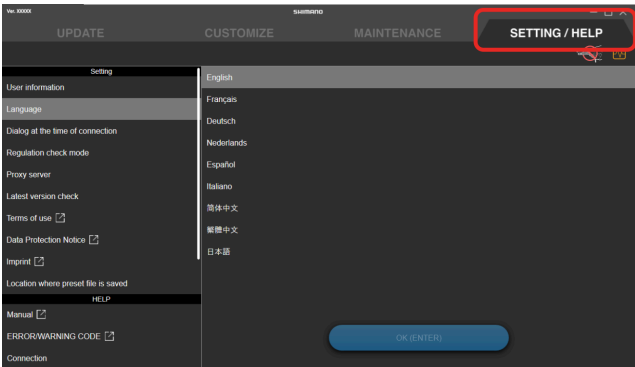 Ver. XXXXX
SHIMANO
UPDATE
CUSTOMIZE
MAINTENANCE
SETTING / HELP
Setting
User information
Language
Dialog at the time of connection
Regulation check mode
Proxy server
Latest version check
Terms of use
Data Protection Notice
Imprint
Location where preset file is saved
HELP
Manual
ERROR/WARNING CODE
Connection
English
Français
Deutsch
Nederlands
Español
Italiano
简体中文
繁體中文
日本語
OK (ENTER)